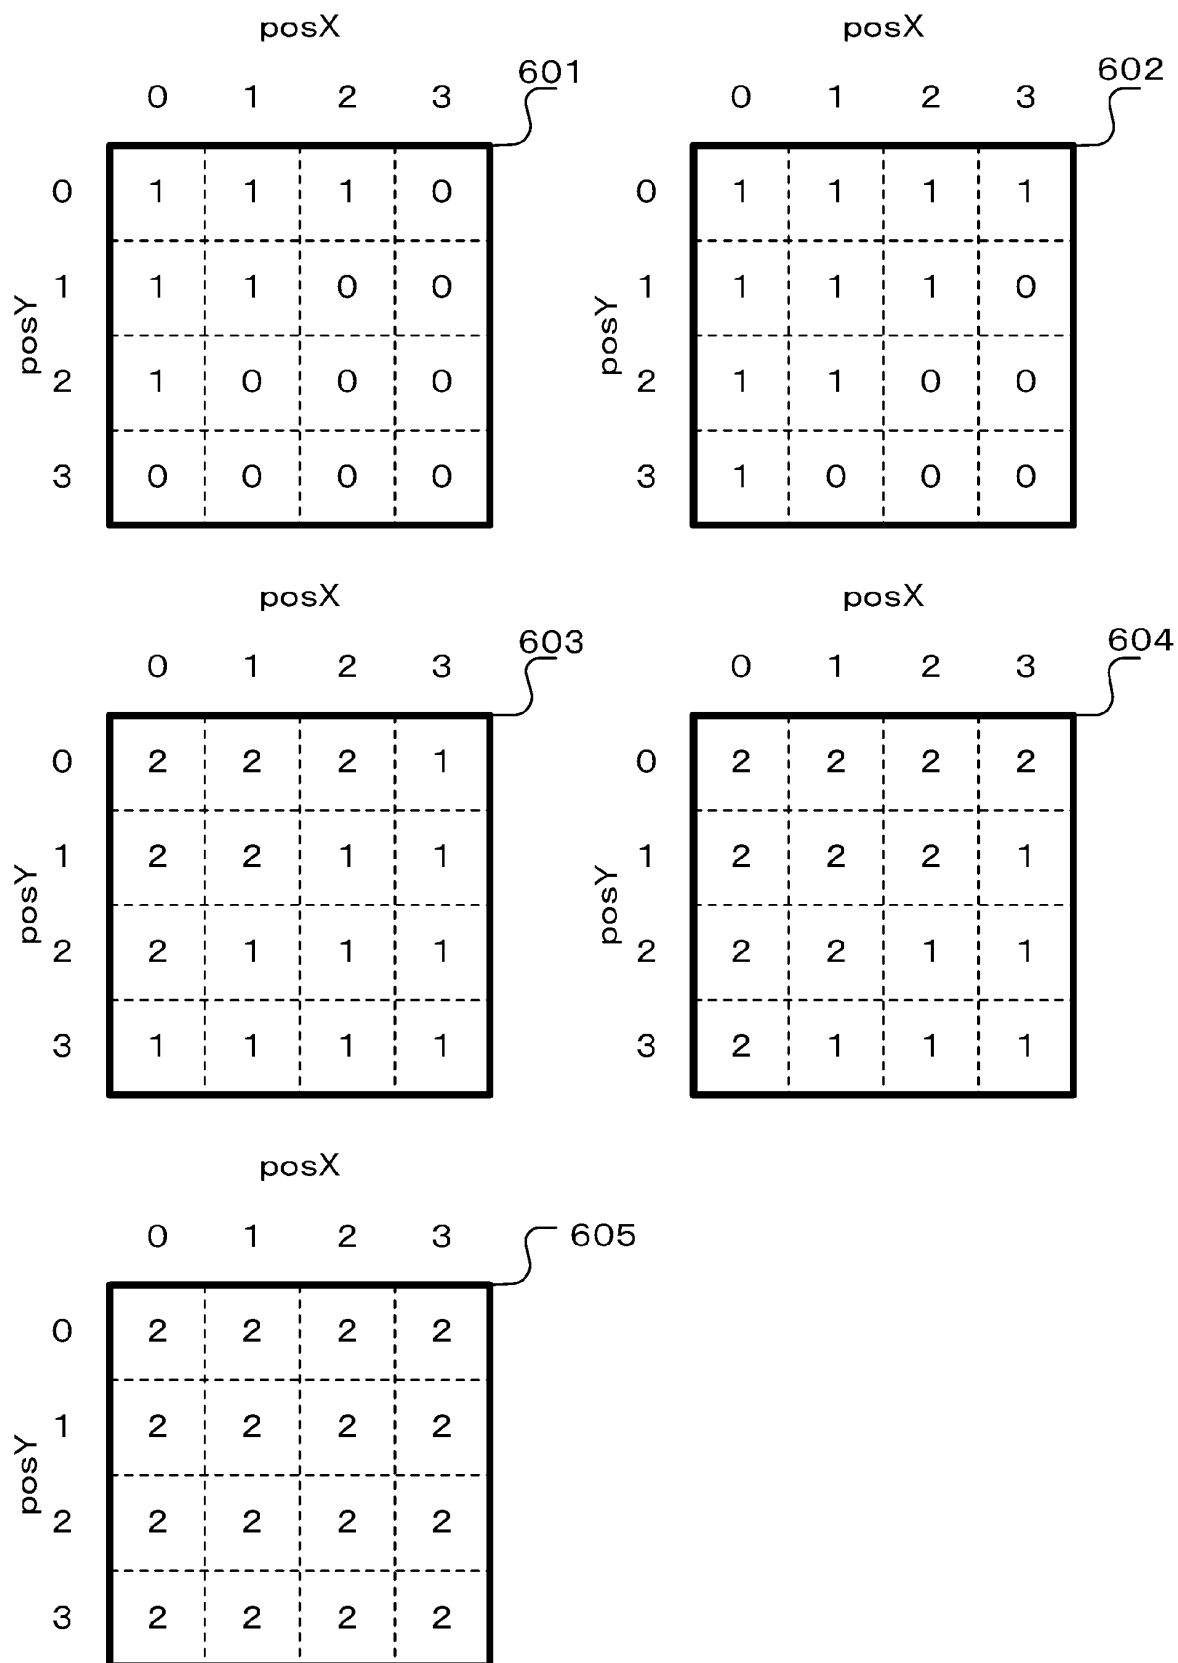 posX posX
601 602
0 1 2 3 0 1 2 3
0 1 1 1 0 0 1 1 1 1
1 1 1 0 0 1 1 1 1 0
posY posY
2 1 0 0 0 2 1 1 0 0
3 0 0 0 0 3 1 0 0 0
posX posX
603 604
0 1 2 3 0 1 2 3
0 2 2 2 1 0 2 2 2 2
1 2 2 1 1 1 2 2 2 1
posY posY
2 2 1 1 1 2 2 2 1 1
3 1 1 1 1 3 2 1 1 1
posX
0 1 2 3 605
0 2 2 2 2
1 2 2 2 2
posY
2 2 2 2 2
3 2 2 2 2